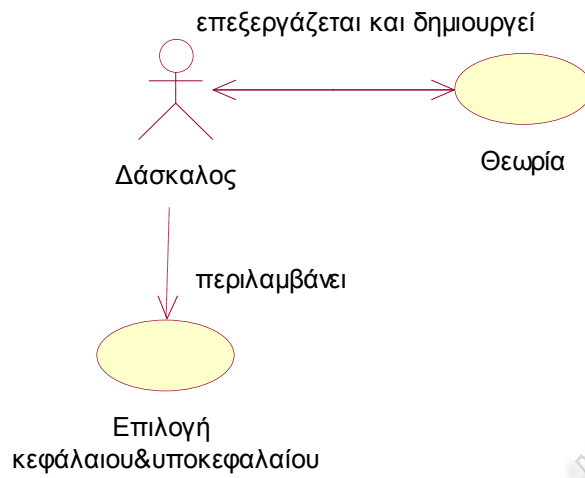 επεξεργάζεται και δημιουργεί
Δάσκαλος
Θεωρία
περιλαμβάνει
Επιλογή
κεφάλαιου&υποκεφαλαίου